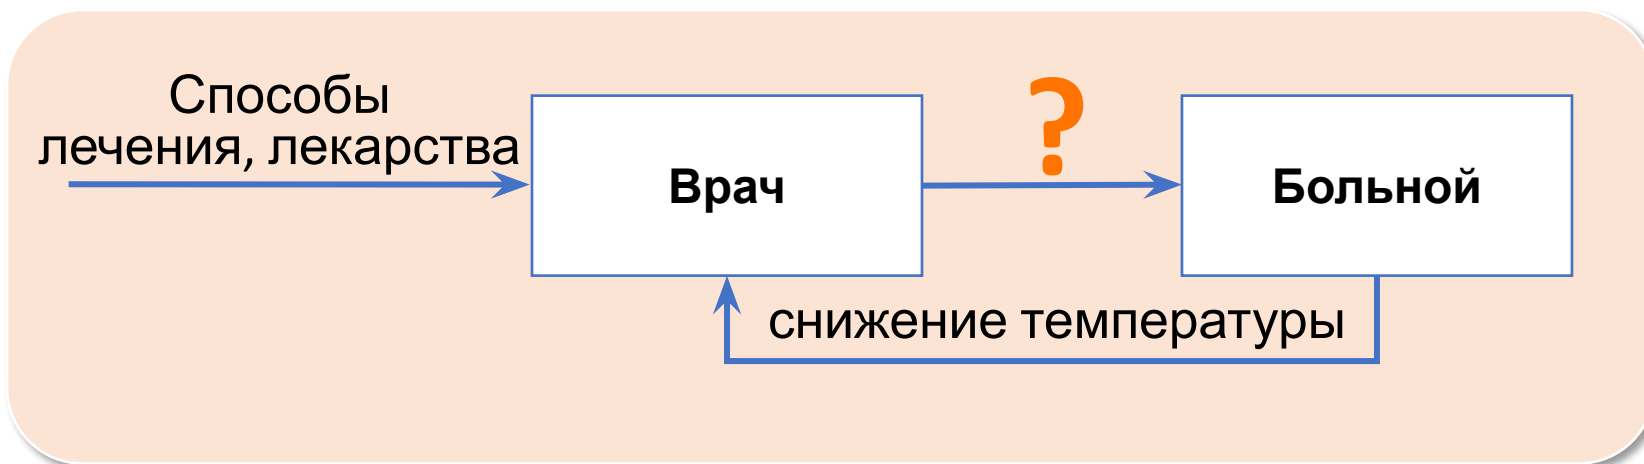 Способы
лечения, лекарства
?
Врач
Больной
снижение температуры